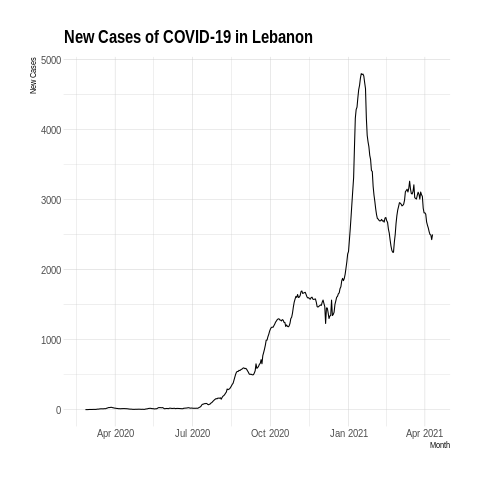 New Cases of COVID-19 in Lebanon
New Cases
5000
4000
3000
2000
1000
0
Apr 2020 Jul 2020 Oct 2020 Jan 2021 Apr 2021
Month